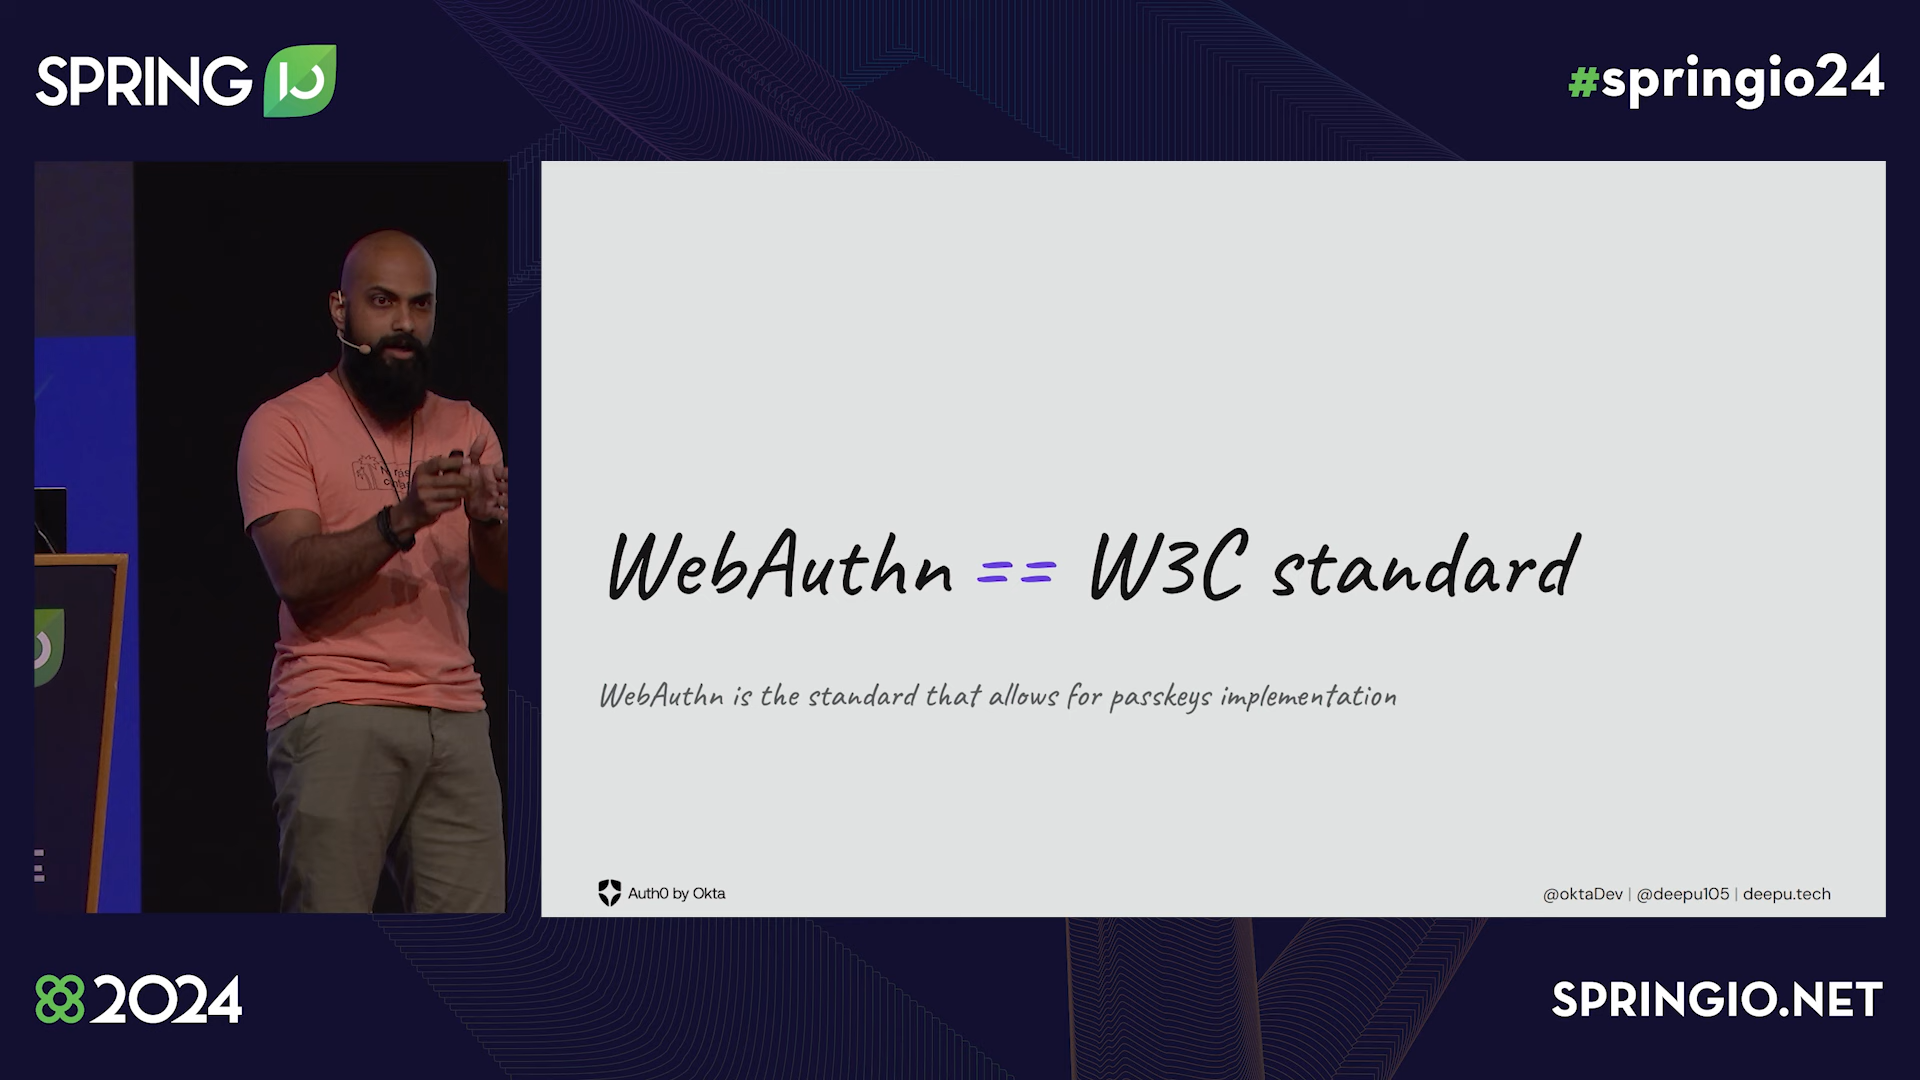 SPRING IO
#springio24
WebAuthn == W3C standard
WebAuthn is the standard that allows for passkeys implementation
Auth0 by Okta
@oktaDev | @deepu105 | deepu.tech
2024
SPRINGIO.NET